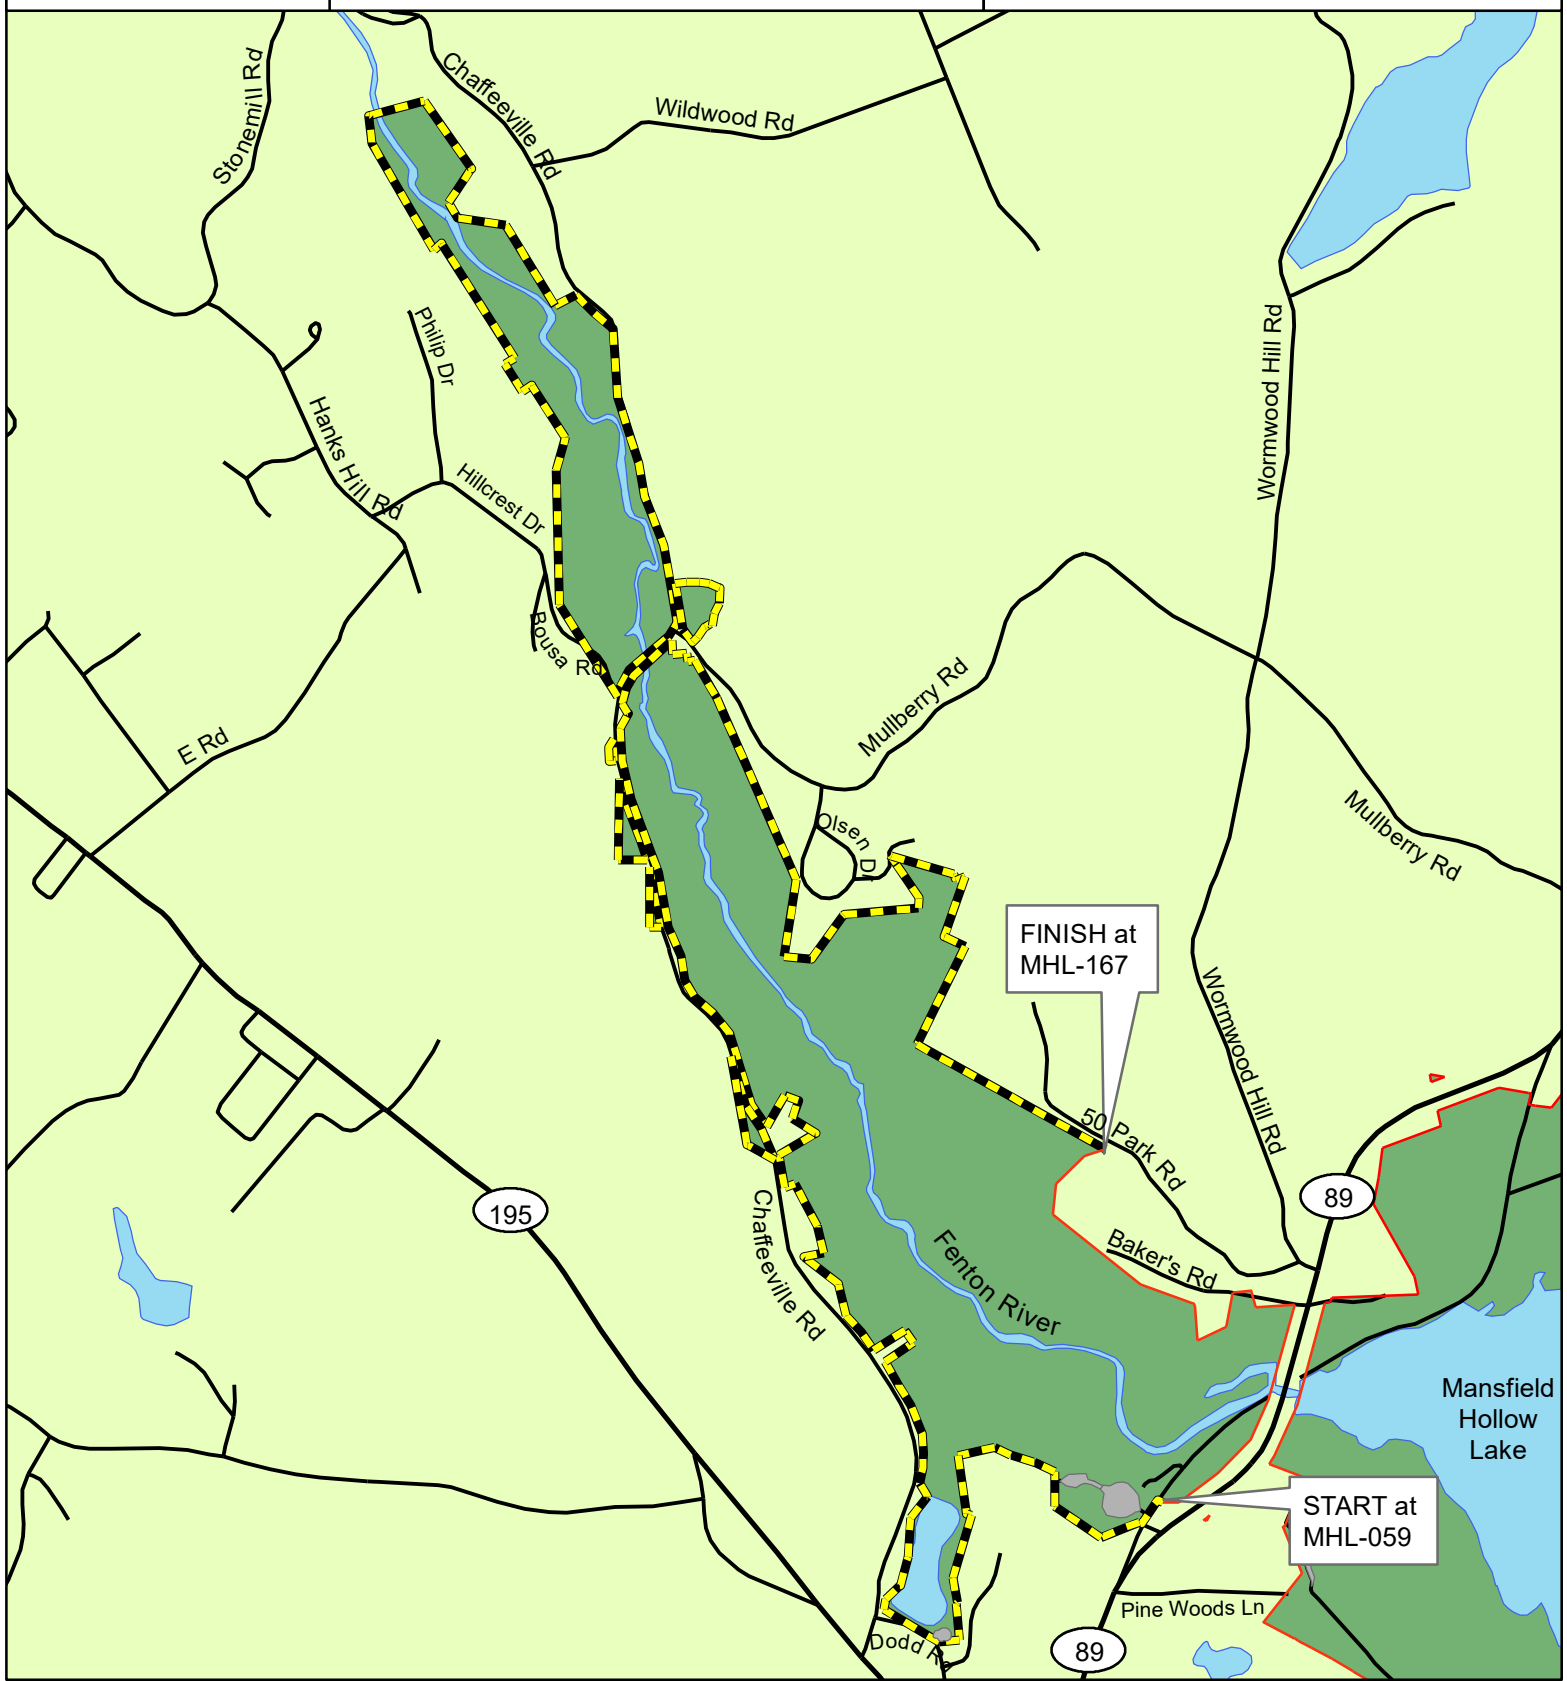 Stonemill Rd
Chaffeeville Rd
Wildwood Rd
Philip Dr
Hanks Hill Rd
Hillcrest Dr
Wormwood Hill Rd
Bousa Rd
E Rd
Mullberry Rd
Olsen Dr
Mullberry Rd
FINISH at
MHL-167
Wormwood Hill Rd
50 Park Rd
195
89
Chaffeeville Rd
Fenton River
Baker's Rd
Mansfield
Hollow
Lake
START at
MHL-059
Pine Woods Ln
Dodd Rd
89